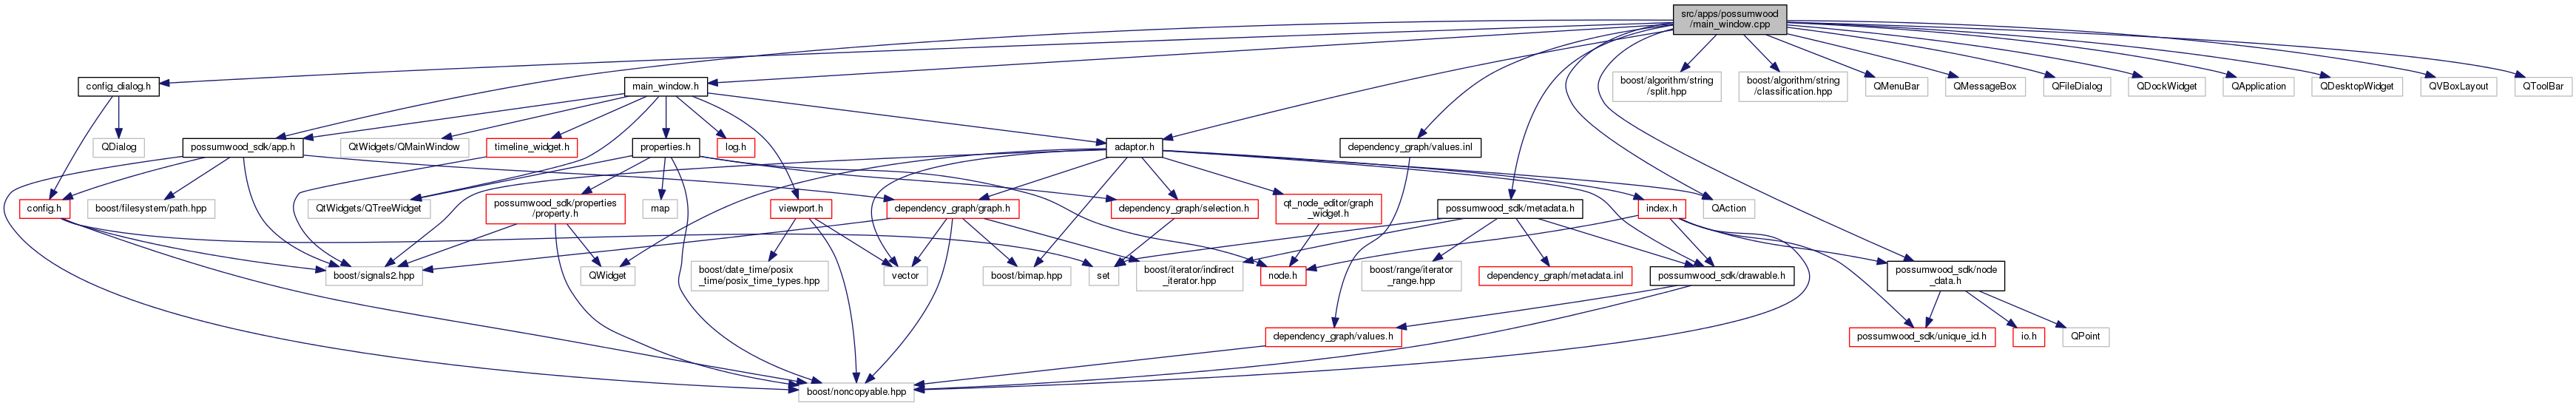 src/apps/possumwood
/main_window.cpp
config_dialog.h
main_window.h
boost/algorithm/string
/split.hpp
boost/algorithm/string
/classification.hpp
QMenuBar
QMessageBox
QFileDialog
QDockWidget
QApplication
QDesktopWidget
QVBoxLayout
QToolBar
QDialog
possumwood_sdk/app.h
QtWidgets/QMainWindow
timeline_widget.h
properties.h
log.h
adaptor.h
dependency_graph/values.inl
config.h
boost/filesystem/path.hpp
QtWidgets/QTreeWidget
possumwood_sdk/properties
/property.h
map
viewport.h
dependency_graph/graph.h
dependency_graph/selection.h
qt_node_editor/graph
_widget.h
possumwood_sdk/metadata.h
index.h
QAction
boost/signals2.hpp
QWidget
boost/date_time/posix
_time/posix_time_types.hpp
vector
boost/bimap.hpp
set
boost/iterator/indirect
_iterator.hpp
node.h
boost/range/iterator
_range.hpp
dependency_graph/metadata.inl
possumwood_sdk/drawable.h
possumwood_sdk/node
_data.h
dependency_graph/values.h
possumwood_sdk/unique_id.h
io.h
QPoint
boost/noncopyable.hpp